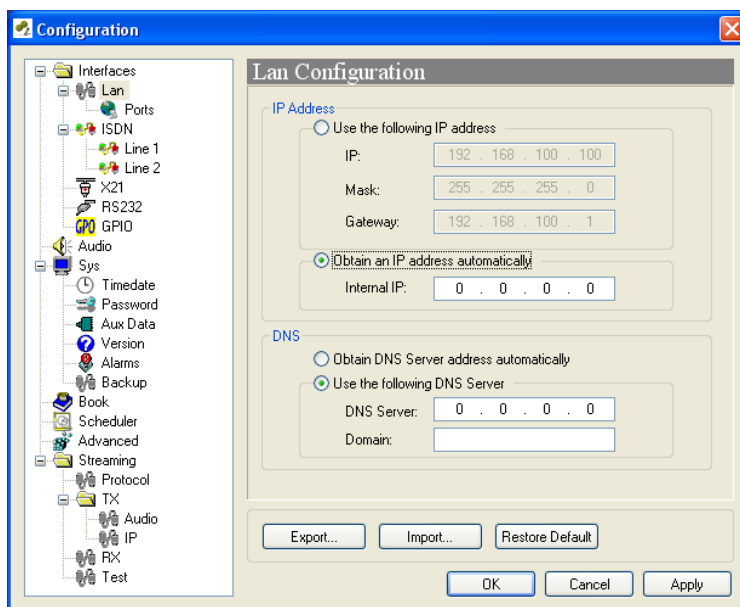 Configuration
Interfaces
Lan
Ports
ISDN
Line 1
Line 2
X21
RS232
GPO GPIO
Audio
Sys
Timedate
Password
Aux Data
Version
Alarms
Backup
Book
Scheduler
Advanced
Streaming
Protocol
TX
Audio
IP
RX
Test
Lan Configuration
IP Address
Use the following IP address
IP: 192 . 168 . 100 . 100
Mask: 255 . 255 . 255 . 0
Gateway: 192 . 168 . 100 . 1
Obtain an IP address automatically
Internal IP: 0 . 0 . 0 . 0
DNS
Obtain DNS Server address automatically
Use the following DNS Server
DNS Server: 0 . 0 . 0 . 0
Domain:
Export... Import... Restore Default
OK Cancel Apply